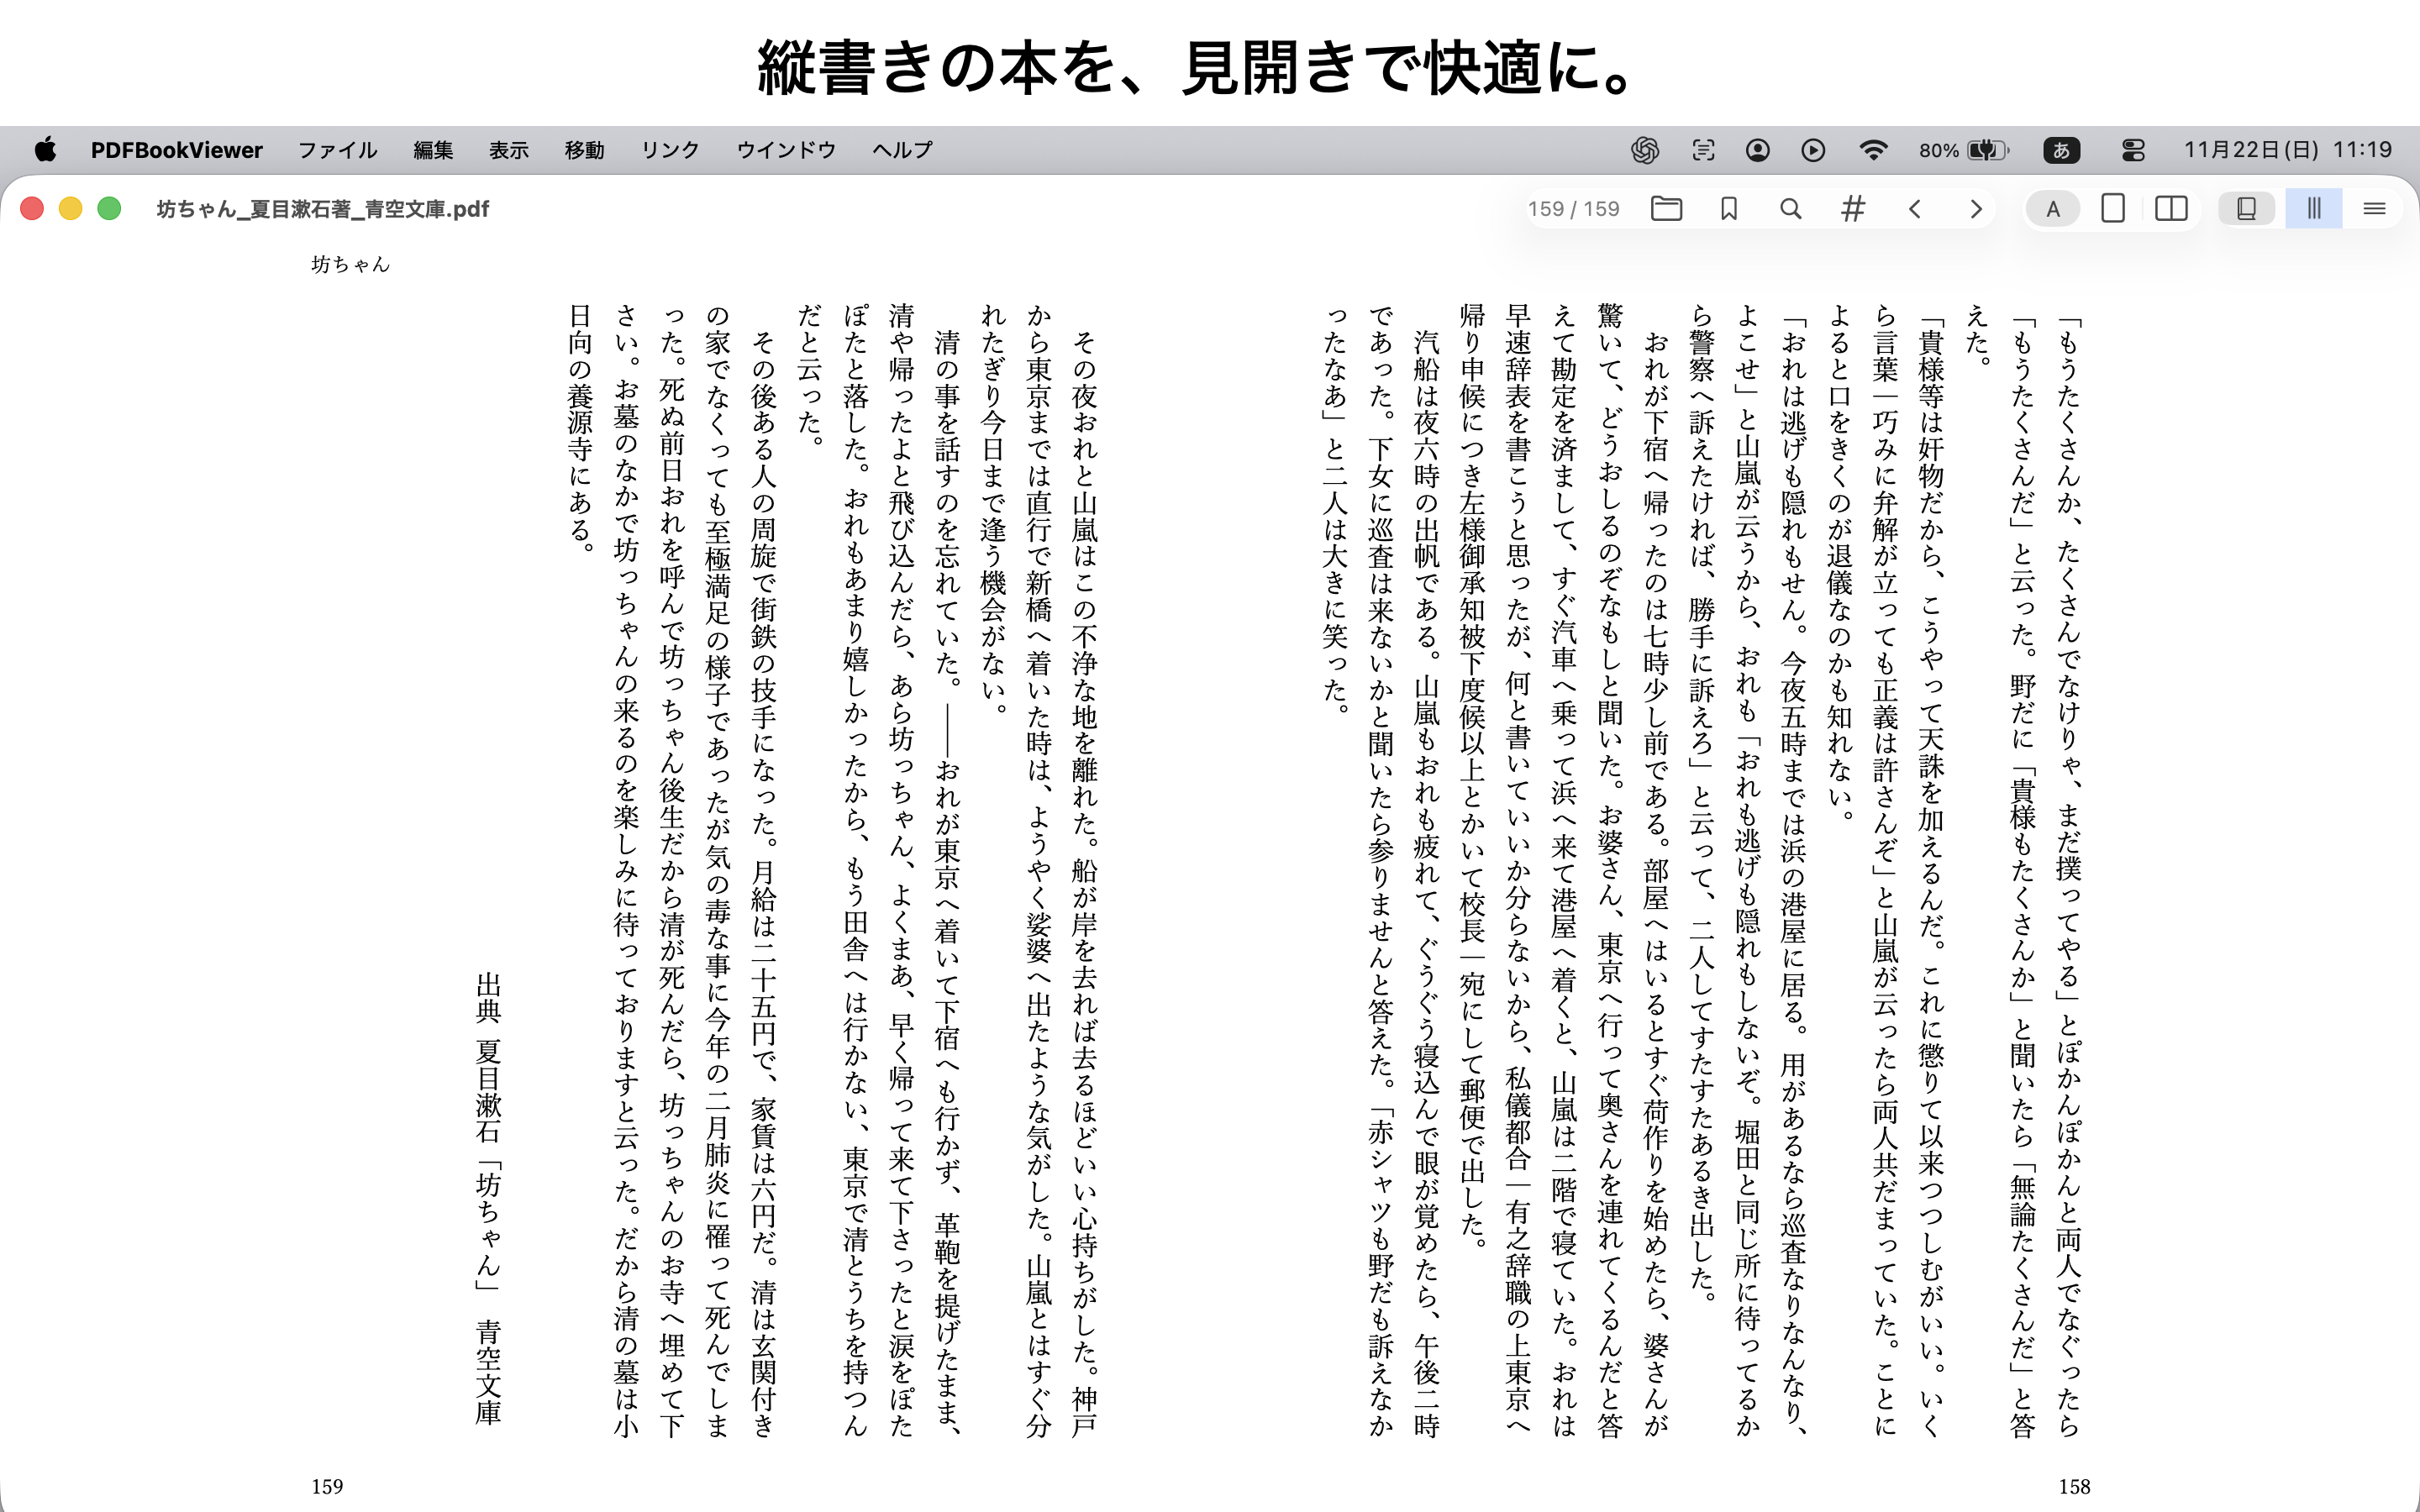 縦書きの本を、見開きで快適に。
PDFBookViewer ファイル 編集 表示 移動 リンク ウインドウ ヘルプ 80% あ 11月22日(日) 11:19
坊ちゃん_夏目漱石著_青空文庫.pdf 159 / 159 A
坊ちゃん
「もうたくさんか、たくさんでなけりゃ、まだ撲ってやる」とぽかんぽかんと両人でなぐったら
「もうたくさんだ」と云った。野だに「貴様もたくさんか」と聞いたら「無論たくさんだ」と答
えた。
「貴様等は奸物だから、こうやって天誅を加えるんだ。これに懲りて以来つつしむがいい。いく
ら言葉巧みに弁解が立っても正義は許さんぞ」と山嵐が云ったら両人共だまっていた。ことに
よると口をきくのが退儀なのかも知れない。
「おれは逃げも隠れもせん。今夜五時までは浜の港屋に居る。用があるなら巡査なりなんなり、
よこせ」と山嵐が云うから、おれも「おれも逃げも隠れもしないぞ。堀田と同じ所に待ってるか
ら警察へ訴えたければ、勝手に訴えろ」と云って、二人してすたすたあるき出した。
おれが下宿へ帰ったのは七時少し前である。部屋へはいるとすぐ荷作りを始めたら、婆さんが
驚いて、どうおしるのぞなもしと聞いた。お婆さん、東京へ行って奥さんを連れてくるんだと答
えて勘定を済まして、すぐ汽車へ乗って浜へ来て港屋へ着くと、山嵐は二階で寝ていた。おれは
早速辞表を書こうと思ったが、何と書いていいか分らないから、私儀都合｜有之辞職の上東京へ
帰り申候につき左様御承知被下度候以上とかいて校長｜宛にして郵便で出した。
汽船は夜六時の出帆である。山嵐もおれも疲れて、ぐうぐう寝込んで眼が覚めたら、午後二時
であった。下女に巡査は来ないかと聞いたら参りませんと答えた。「赤シャツも野だも訴えなか
ったなあ」と二人は大きに笑った。
その夜おれと山嵐はこの不浄な地を離れた。船が岸を去れば去るほどいい心持ちがした。神戸
から東京までは直行で新橋へ着いた時は、ようやく娑婆へ出たような気がした。山嵐とはすぐ分
れたぎり今日まで逢う機会がない。
清の事を話すのを忘れていた。――おれが東京へ着いて下宿へも行かず、革鞄を提げたまま、
清や帰ったよと飛び込んだら、あら坊っちゃん、よくまあ、早く帰って来て下さったと涙をぽた
ぽたと落した。おれもあまり嬉しかったから、もう田舎へは行かない、東京で清とうちを持つん
だと云った。
その後ある人の周旋で街鉄の技手になった。月給は二十五円で、家賃は六円だ。清は玄関付き
の家でなくっても至極満足の様子であったが気の毒な事に今年の二月肺炎に罹って死んでしま
った。死ぬ前日おれを呼んで坊っちゃん後生だから清が死んだら、坊っちゃんのお寺へ埋めて下
さい。お墓のなかで坊っちゃんの来るのを楽しみに待っておりますと云った。だから清の墓は小
日向の養源寺にある。
出典 夏目漱石「坊ちゃん」 青空文庫
158
159